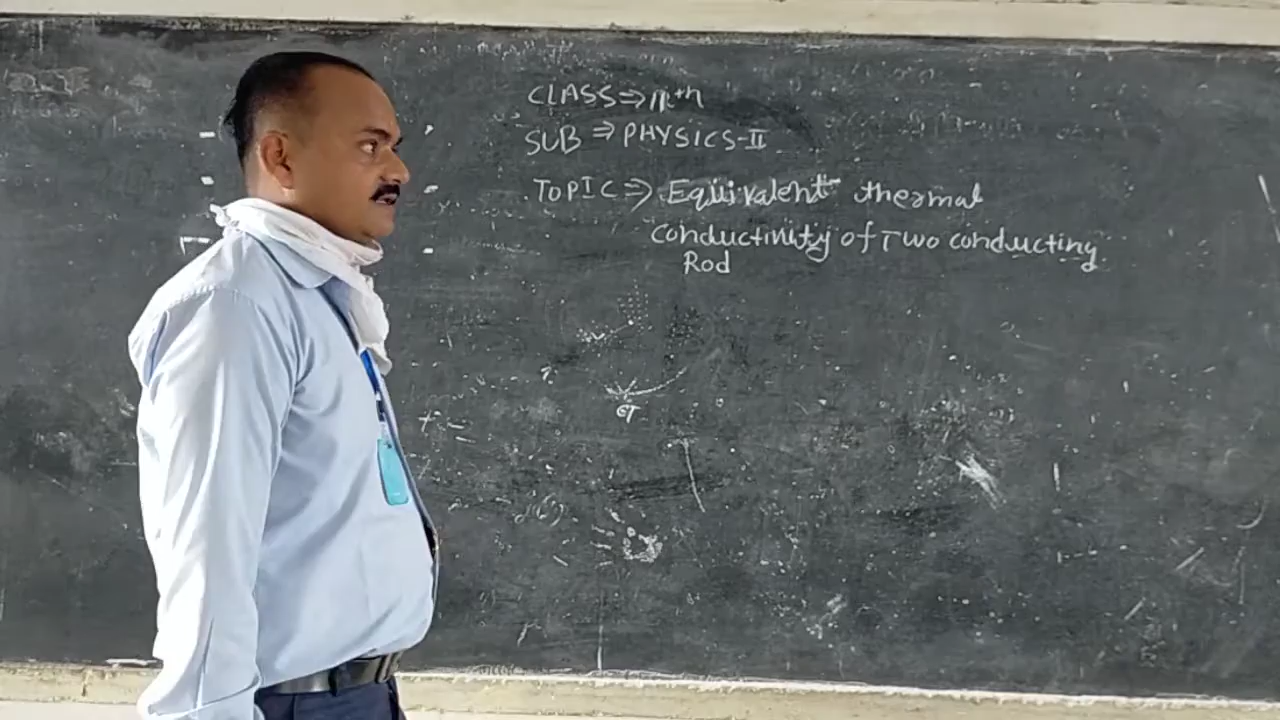 CLASS ⇒ 11th
SUB ⇒ PHYSICS-II
TOPIC ⇒ Equivalent thermal
conductivity of Two conducting
Rod